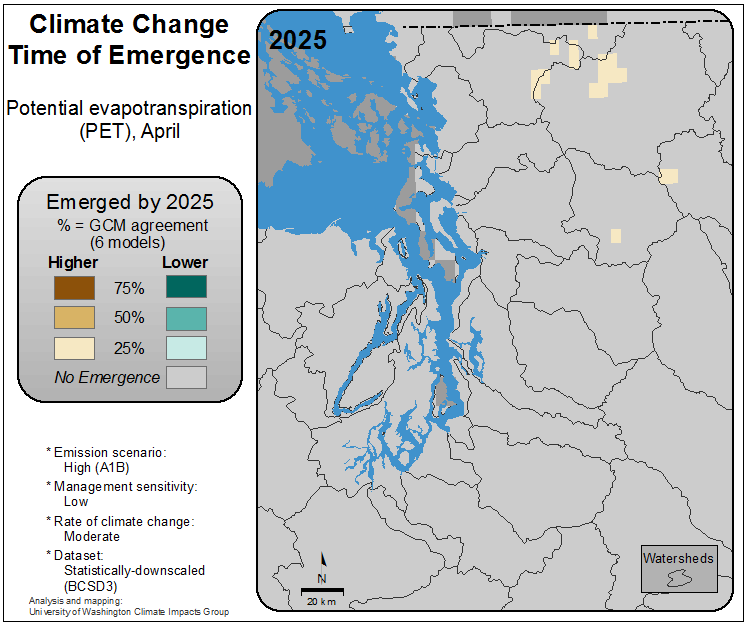 Climate Change
Time of Emergence
Potential evapotranspiration
(PET), April
Emerged by 2025
% = GCM agreement
(6 models)
Higher Lower
75%
50%
25%
No Emergence
* Emission scenario:
High (A1B)
* Management sensitivity:
Low
* Rate of climate change:
Moderate
* Dataset:
Statistically-downscaled
(BCSD3)
Analysis and mapping:
University of Washington Climate Impacts Group
2025
N
20 km
Watersheds